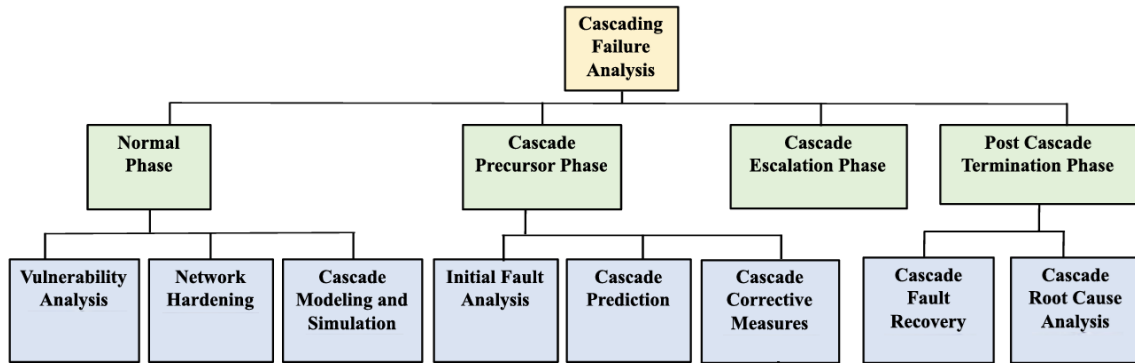 Cascading
Failure
Analysis
Normal
Phase
Cascade
Precursor Phase
Cascade
Escalation Phase
Post Cascade
Termination Phase
Vulnerability
Analysis
Network
Hardening
Cascade
Modeling and
Simulation
Initial Fault
Analysis
Cascade
Prediction
Cascade
Corrective
Measures
Cascade
Fault
Recovery
Cascade
Root Cause
Analysis